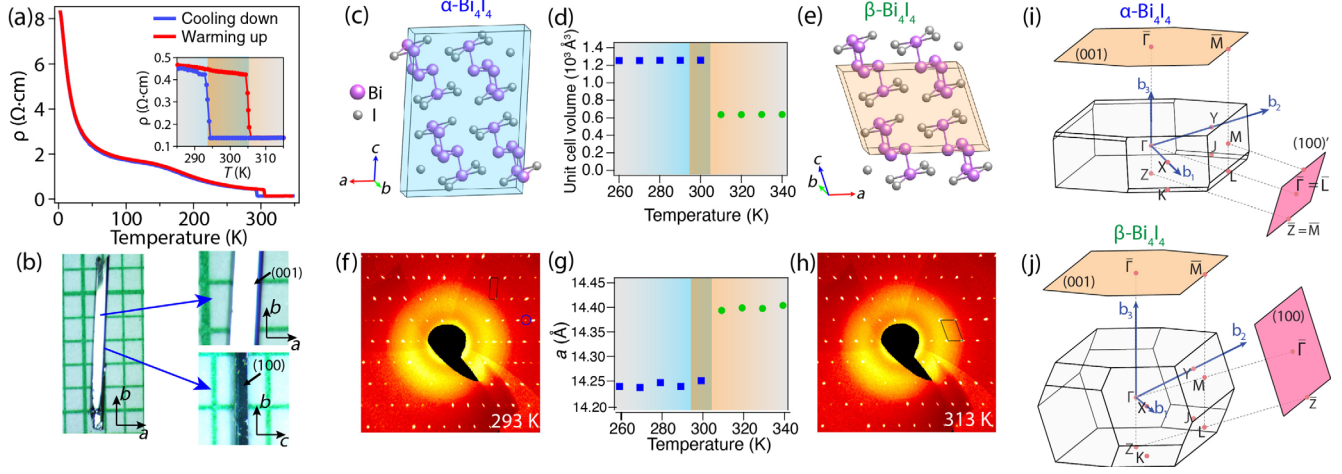 (a)
ρ (Ω·cm)
8
6
4
2
0
0
100
200
300
Temperature (K)
Cooling down
Warming up
ρ (Ω·cm)
0.5
0.4
0.3
0.2
0.1
295
305
315
T (K)
(b)
b
a
(001)
b
a
(100)
b
c
(c)
α-Bi4I4
Bi
I
c
a
b
(d)
Unit cell volume (10³ Å³)
1.4
1.2
1.0
0.8
0.6
0.4
0.2
0.0
260
280
300
320
340
Temperature (K)
(e)
β-Bi4I4
c
b
a
(f)
293 K
(g)
a (Å)
14.45
14.40
14.35
14.30
14.25
14.20
260
280
300
320
340
Temperature (K)
(h)
313 K
(i)
α-Bi4I4
(001)
Γ̅
M̅
b3
b2
Y
M
Γ
J
X
Z
b1
L
K
(100)′
Γ̅ = L̅
Z̅ = M̅
(j)
β-Bi4I4
(001)
Γ̅
M̅
b3
b2
Y
M
Γ
X
b1
J
L
Z
K
(100)
Γ̅
Z̅